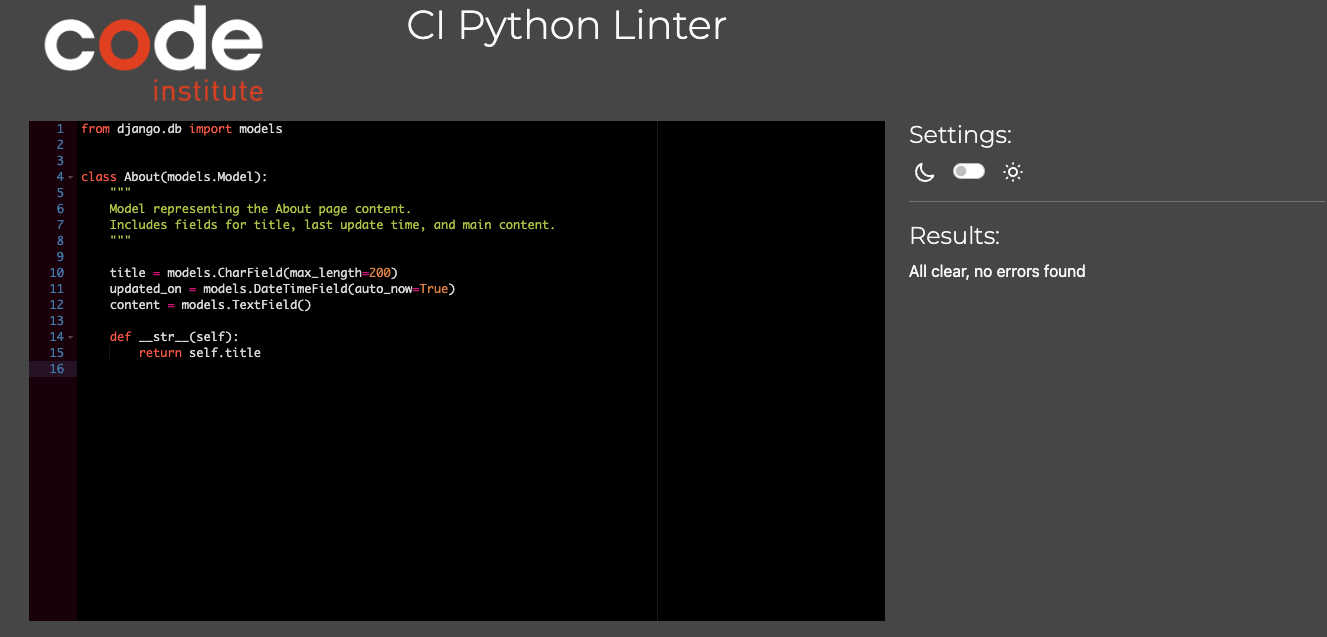 code
institute
CI Python Linter
1 from django.db import models
2
3
4 class About(models.Model):
5     """
6     Model representing the About page content.
7     Includes fields for title, last update time, and main content.
8     """
9
10     title = models.CharField(max_length=200)
11     updated_on = models.DateTimeField(auto_now=True)
12     content = models.TextField()
13
14     def __str__(self):
15         return self.title
16
Settings:
Results:
All clear, no errors found